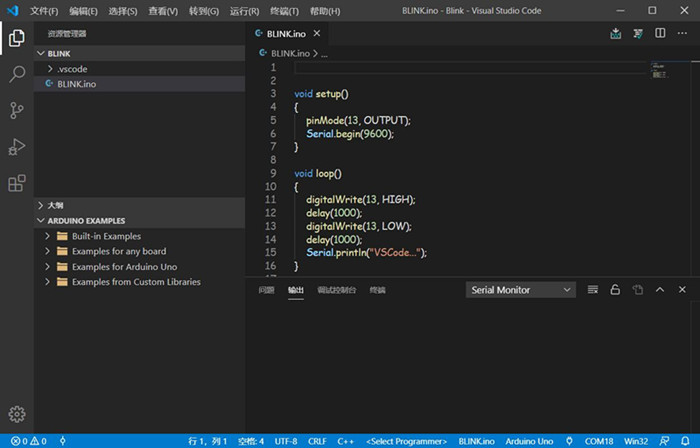 文件(F) 编辑(E) 选择(S) 查看(V) 转到(G) 运行(R) 终端(T) 帮助(H) BLINK.ino - Blink - Visual Studio Code
资源管理器
BLINK
.vscode
BLINK.ino
大纲
ARDUINO EXAMPLES
Built-in Examples
Examples for any board
Examples for Arduino Uno
Examples from Custom Libraries
BLINK.ino
BLINK.ino > ...
1
2
3 void setup()
4 {
5 pinMode(13, OUTPUT);
6 Serial.begin(9600);
7 }
8
9 void loop()
10 {
11 digitalWrite(13, HIGH);
12 delay(1000);
13 digitalWrite(13, LOW);
14 delay(1000);
15 Serial.println("VSCode...");
16 }
问题 输出 调试控制台 终端 Serial Monitor
0 0 行 1，列 1 空格: 4 UTF-8 CRLF C++ <Select Programmer> BLINK.ino Arduino Uno COM18 Win32